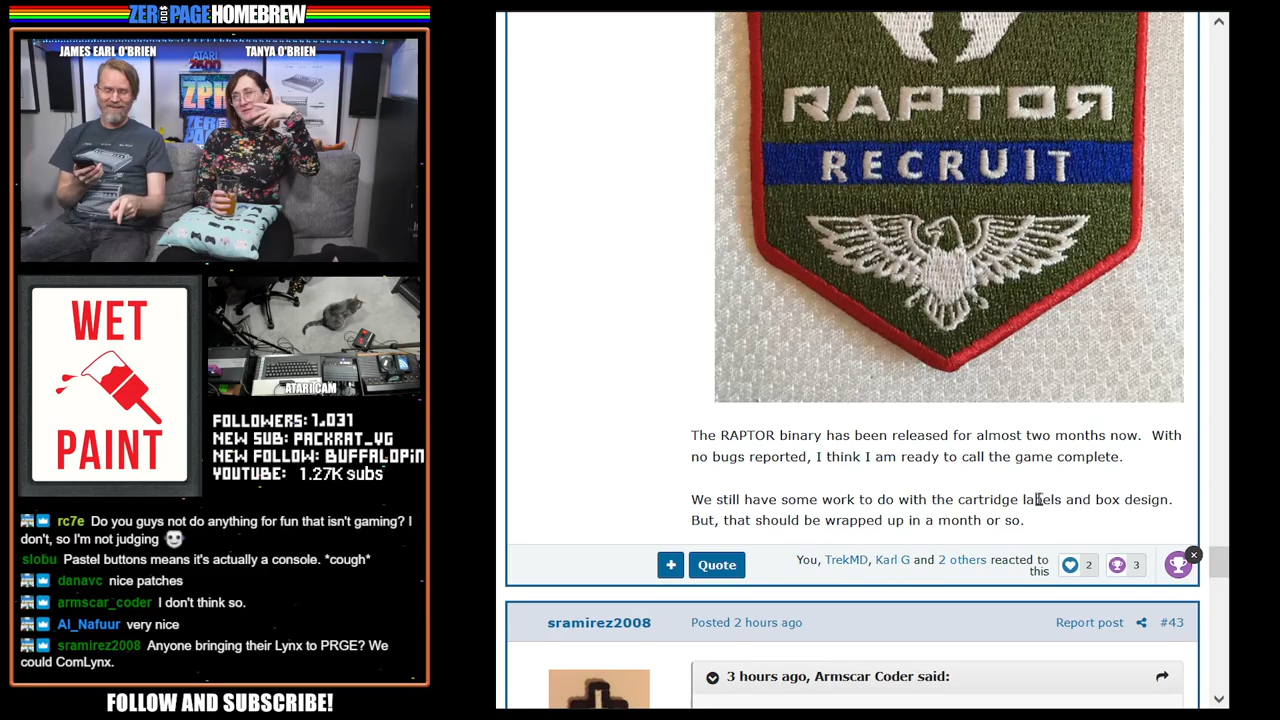 ZERO PAGE HOMEBREW
JAMES EARL O'BRIEN
TANYA O'BRIEN
ATARI
2600
ZPH
WET
PAINT
ATARI CAM
FOLLOWERS: 1,031
NEW SUB: PACKRAT_VG
NEW FOLLOW: BUFFALOPIN
YOUTUBE: 1.27K subs
rc7e Do you guys not do anything for fun that isn't gaming? I
don't, so I'm not judging
slobu Pastel buttons means it's actually a console. *cough*
danavc nice patches
armscar_coder I don't think so.
Al_Nafuur very nice
sramirez2008 Anyone bringing their Lynx to PRGE? We
could ComLynx.
FOLLOW AND SUBSCRIBE!
RAPTOR
RECRUIT
The RAPTOR binary has been released for almost two months now. With
no bugs reported, I think I am ready to call the game complete.
We still have some work to do with the cartridge labels and box design.
But, that should be wrapped up in a month or so.
+ Quote
You, TrekMD, Karl G and 2 others reacted to
this
2
3
sramirez2008
Posted 2 hours ago
Report post
#43
3 hours ago, Armscar Coder said: